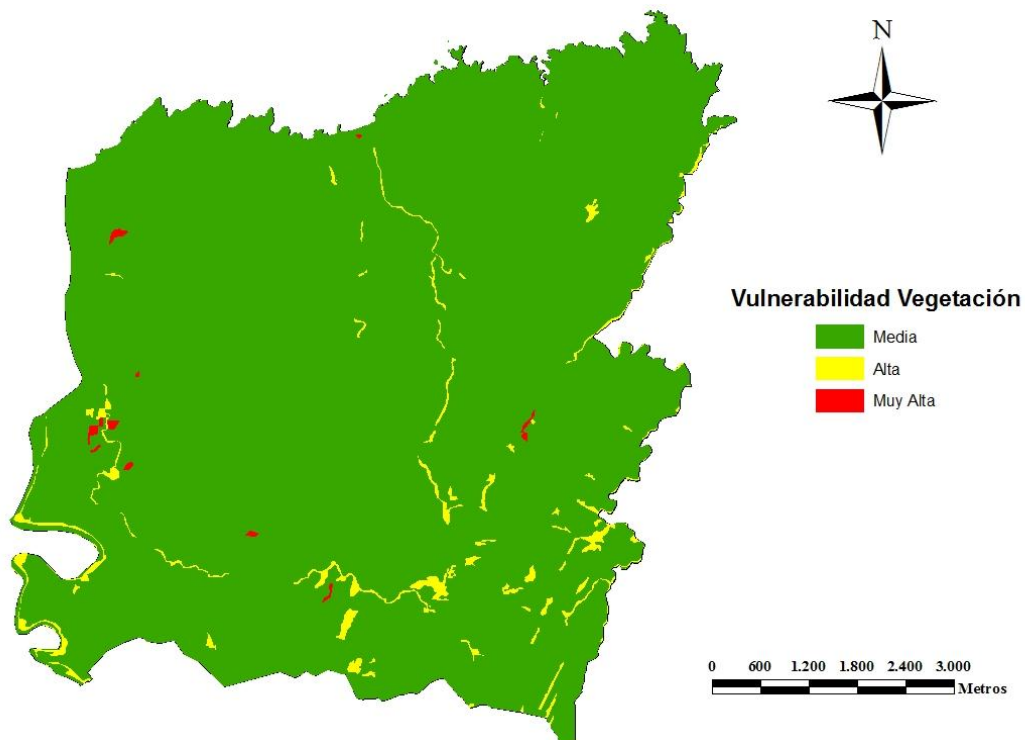 N
Vulnerabilidad Vegetación
Media
Alta
Muy Alta
0 600 1.200 1.800 2.400 3.000
Metros